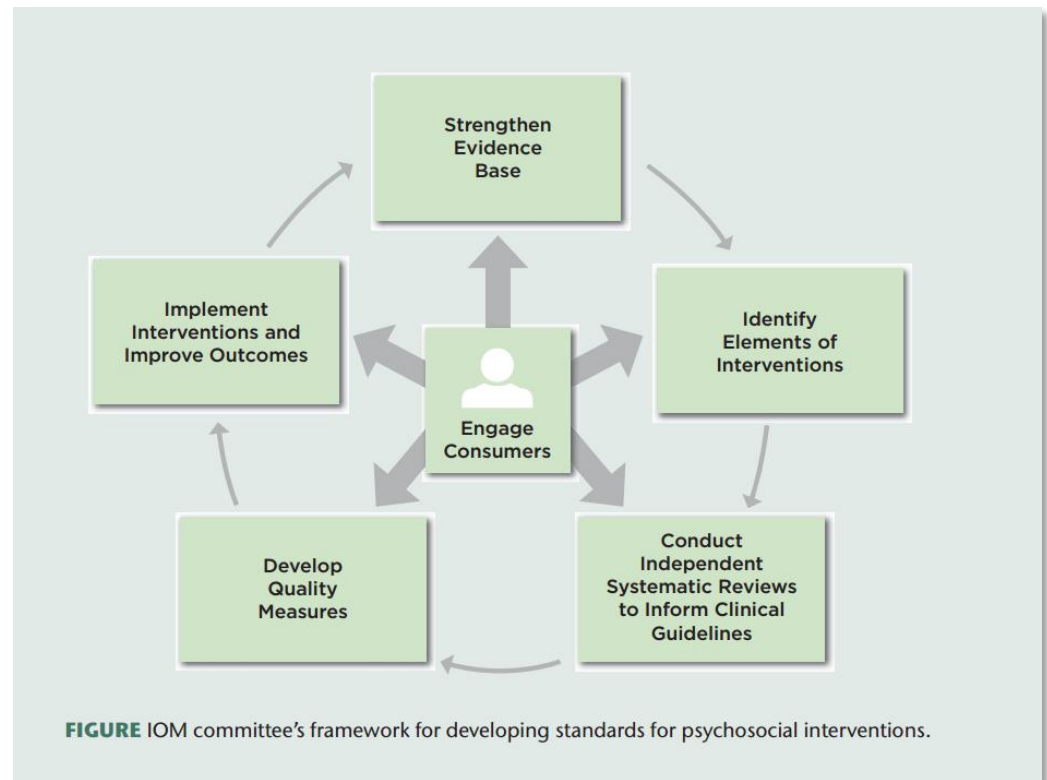 Strengthen
Evidence
Base
Implement
Interventions and
Improve Outcomes
Identify
Elements of
Interventions
Engage
Consumers
Develop
Quality
Measures
Conduct
Independent
Systematic Reviews
to Inform Clinical
Guidelines
FIGURE IOM committee's framework for developing standards for psychosocial interventions.